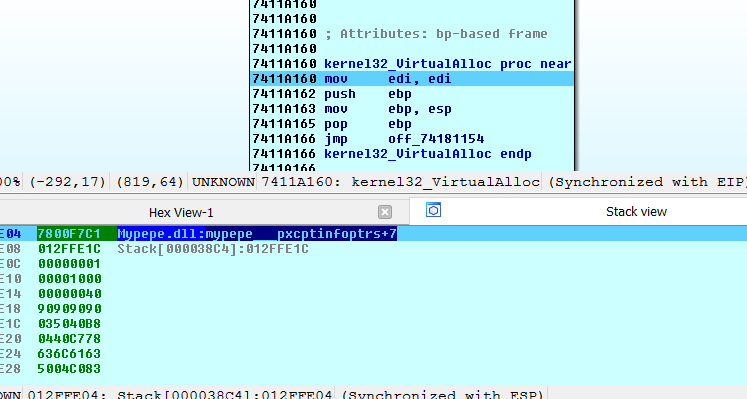 7411A160
7411A160
7411A160 ; Attributes: bp-based frame
7411A160
7411A160 kernel32_VirtualAlloc proc near
7411A160 mov     edi, edi
7411A162 push    ebp
7411A163 mov     ebp, esp
7411A165 pop     ebp
7411A166 jmp     off_74181154
7411A166 kernel32_VirtualAlloc endp
7411A166
00% (-292,17) (819,64) UNKNOWN 7411A160: kernel32_VirtualAlloc (Synchronized with EIP)
Hex View-1 Stack view
E04 7800F7C1 Mypepe.dll:mypepe   pxcptinfoptrs+7
E08 012FFE1C Stack[000038C4]:012FFE1C
E0C 00000001
E10 00001000
E14 00000040
E18 90909090
E1C 035040B8
E20 0440C778
E24 636C6163
E28 5004C083
OWN 012FFE04: Stack[000038C4]:012FFE04 (Synchronized with ESP)